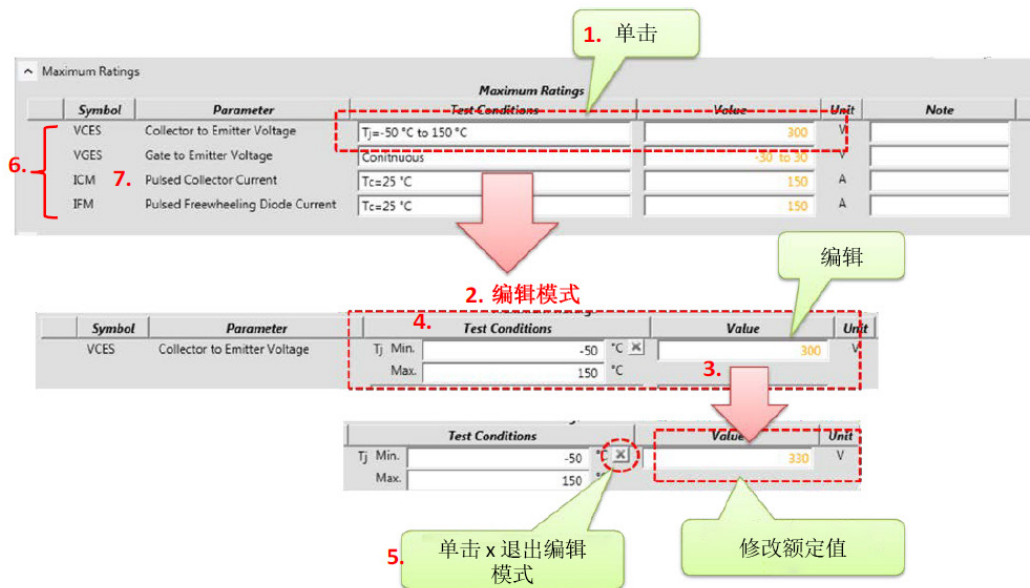 1. 单击
Maximum Ratings
Maximum Ratings
Symbol Parameter Test Conditions Value Unit Note
VCES Collector to Emitter Voltage Tj=-50 °C to 150 °C 300 V
VGES Gate to Emitter Voltage Conitnuous -30 to 30 V
6.
ICM 7. Pulsed Collector Current Tc=25 °C 150 A
IFM Pulsed Freewheeling Diode Current Tc=25 °C 150 A
编辑
2. 编辑模式
4.
Symbol Parameter Test Conditions Value Unit
VCES Collector to Emitter Voltage Tj Min. -50 °C 300 V
Max. 150 °C
3.
Test Conditions Value Unit
Tj Min. -50 °C 330 V
Max. 150
5. 单击 x 退出编辑
模式
修改额定值